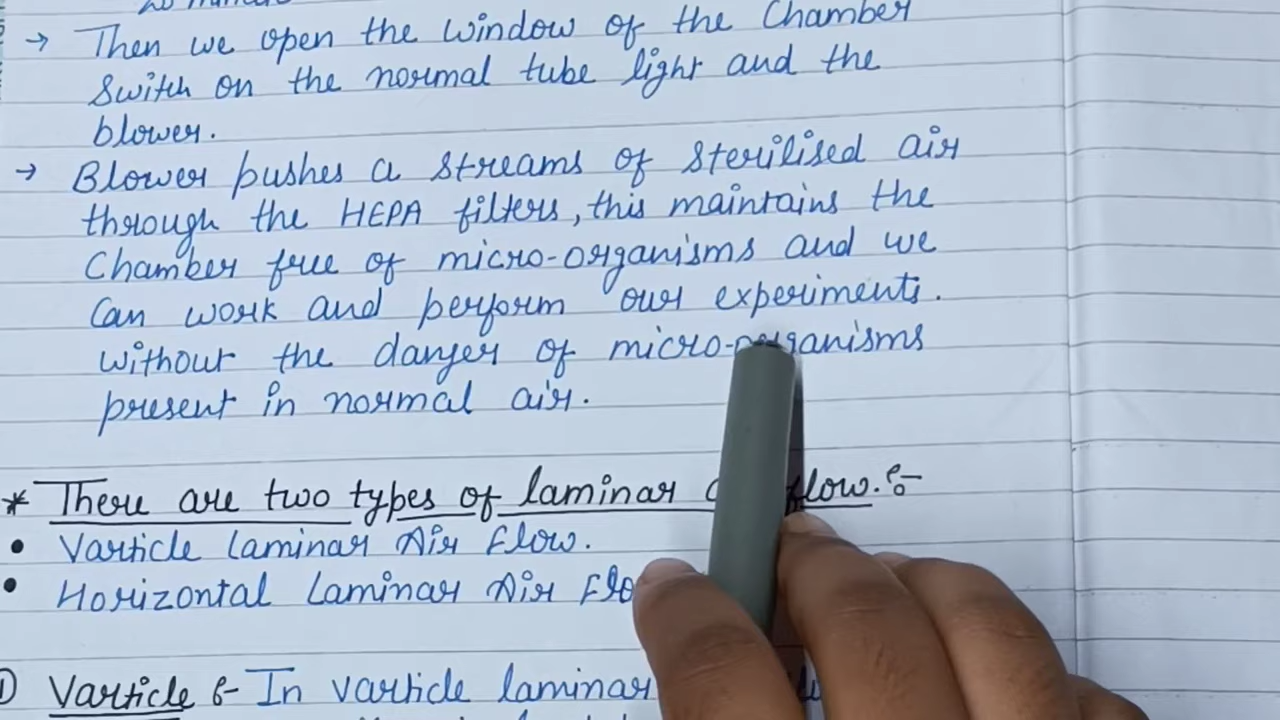 → Then we open the window of the Chamber
Switch on the normal tube light and the
blower.
→ Blower pushes a streams of sterilised air
through the HEPA filters, this maintains the
Chamber free of micro-organisms and we
Can work and perform our experiments.
without the danger of micro-organisms
present in normal air.
* There are two types of laminar flow.:-
• Varticle Laminar Air Flow.
• Horizontal Laminar Air Flo
① Varticle :- In varticle laminar